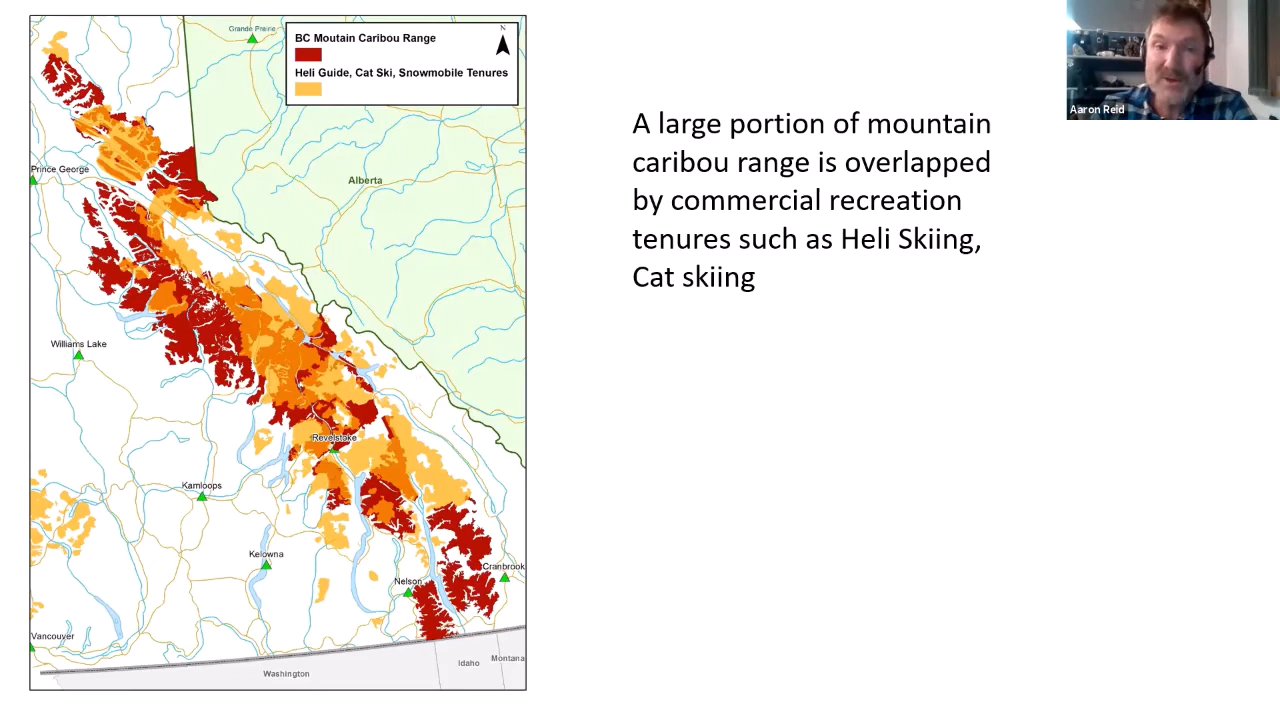 Grande Prairie
N
BC Moutain Caribou Range
Heli Guide, Cat Ski, Snowmobile Tenures
Prince George
Alberta
Williams Lake
Revelstoke
Kamloops
Kelowna
Cranbrook
Nelson
Vancouver
Washington
Idaho
Montana
A large portion of mountain
caribou range is overlapped
by commercial recreation
tenures such as Heli Skiing,
Cat skiing
Aaron Reid